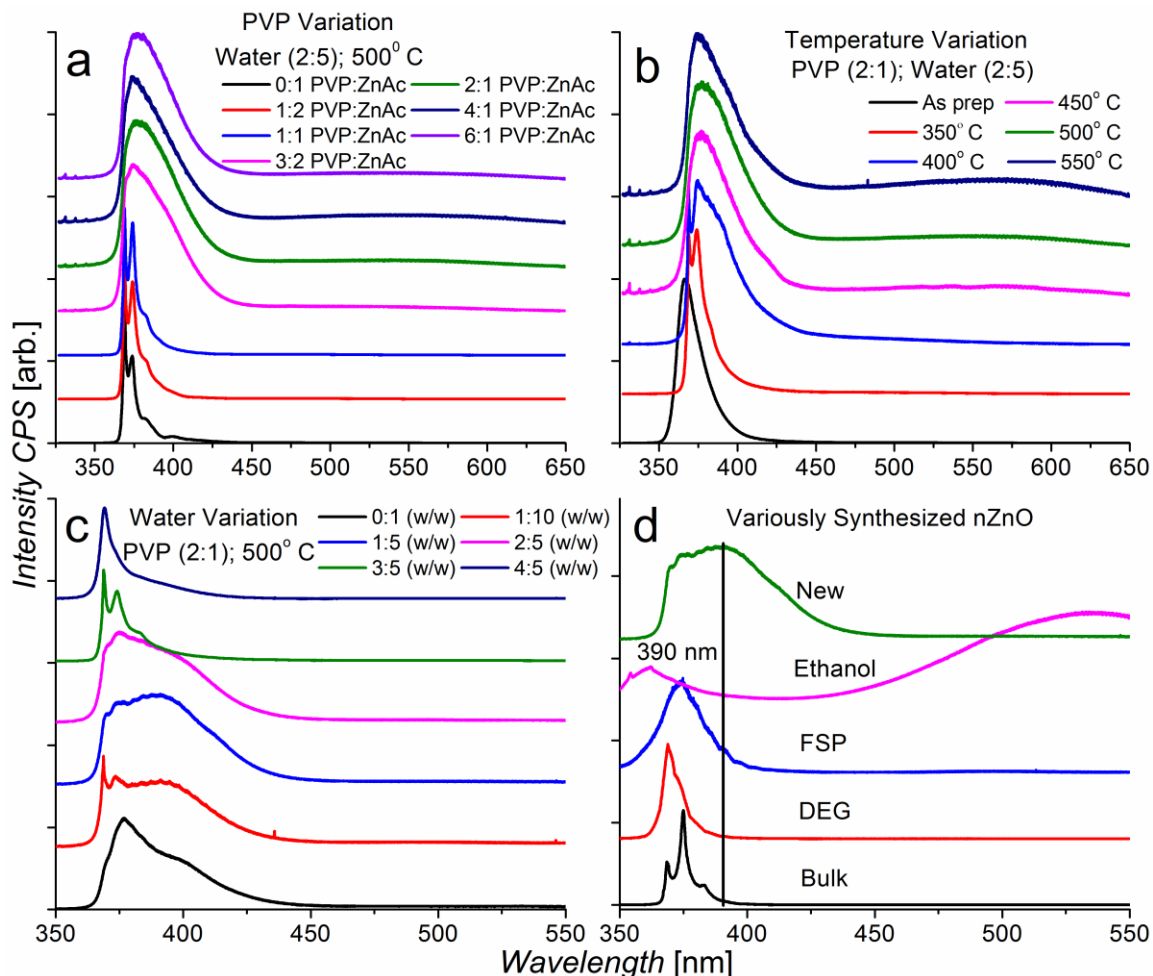 a
PVP Variation
Water (2:5); 500° C
0:1 PVP:ZnAc
2:1 PVP:ZnAc
1:2 PVP:ZnAc
4:1 PVP:ZnAc
1:1 PVP:ZnAc
6:1 PVP:ZnAc
3:2 PVP:ZnAc
350 400 450 500 550 600 650
b
Temperature Variation
PVP (2:1); Water (2:5)
As prep
450° C
350° C
500° C
400° C
550° C
350 400 450 500 550 600 650
Intensity CPS [arb.]
c
Water Variation
PVP (2:1); 500° C
0:1 (w/w)
1:10 (w/w)
1:5 (w/w)
2:5 (w/w)
3:5 (w/w)
4:5 (w/w)
350 400 450 500 550
d
Variously Synthesized nZnO
New
390 nm
Ethanol
FSP
DEG
Bulk
350 400 450 500 550
Wavelength [nm]